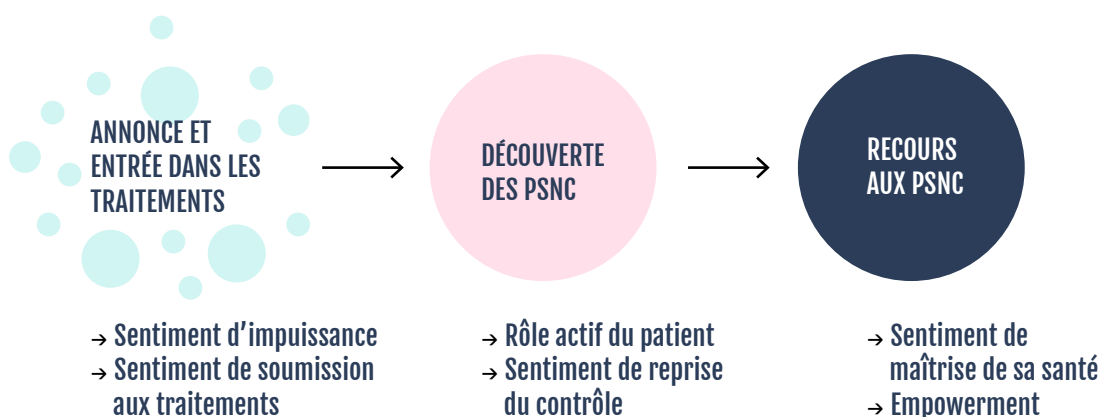 ANNONCE ET
ENTRÉE DANS LES
TRAITEMENTS
DÉCOUVERTE
DES PSNC
RECOURS
AUX PSNC
→ Sentiment d’impuissance
→ Sentiment de soumission
aux traitements
→ Rôle actif du patient
→ Sentiment de reprise
du contrôle
→ Sentiment de
maîtrise de sa santé
→ Empowerment